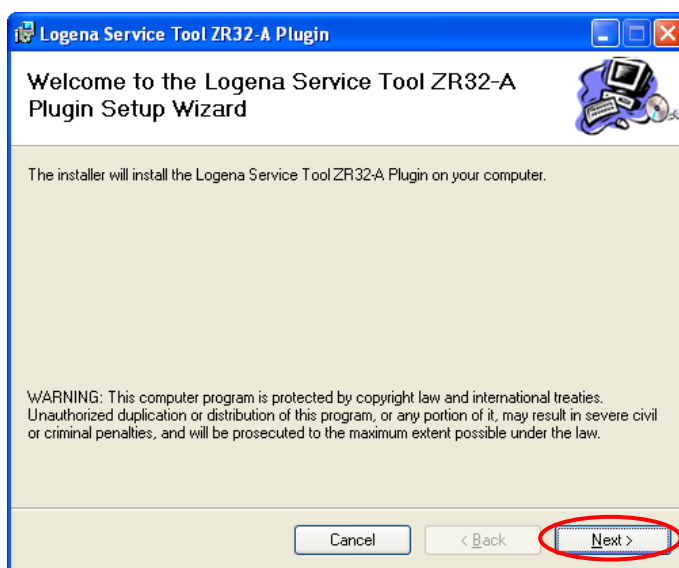 Logena Service Tool ZR32-A Plugin
Welcome to the Logena Service Tool ZR32-A
Plugin Setup Wizard
The installer will install the Logena Service Tool ZR32-A Plugin on your computer.
WARNING: This computer program is protected by copyright law and international treaties.
Unauthorized duplication or distribution of this program, or any portion of it, may result in severe civil
or criminal penalties, and will be prosecuted to the maximum extent possible under the law.
Cancel
< Back
Next >